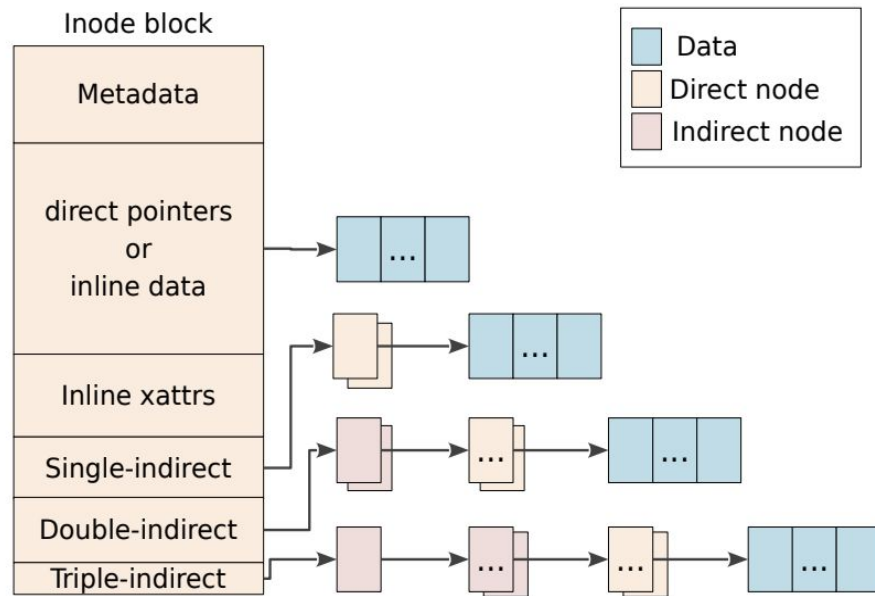 Inode block
Metadata
direct pointers
or
inline data
Inline xattrs
Single-indirect
Double-indirect
Triple-indirect
Data
Direct node
Indirect node
...
...
...
...
...
...
...